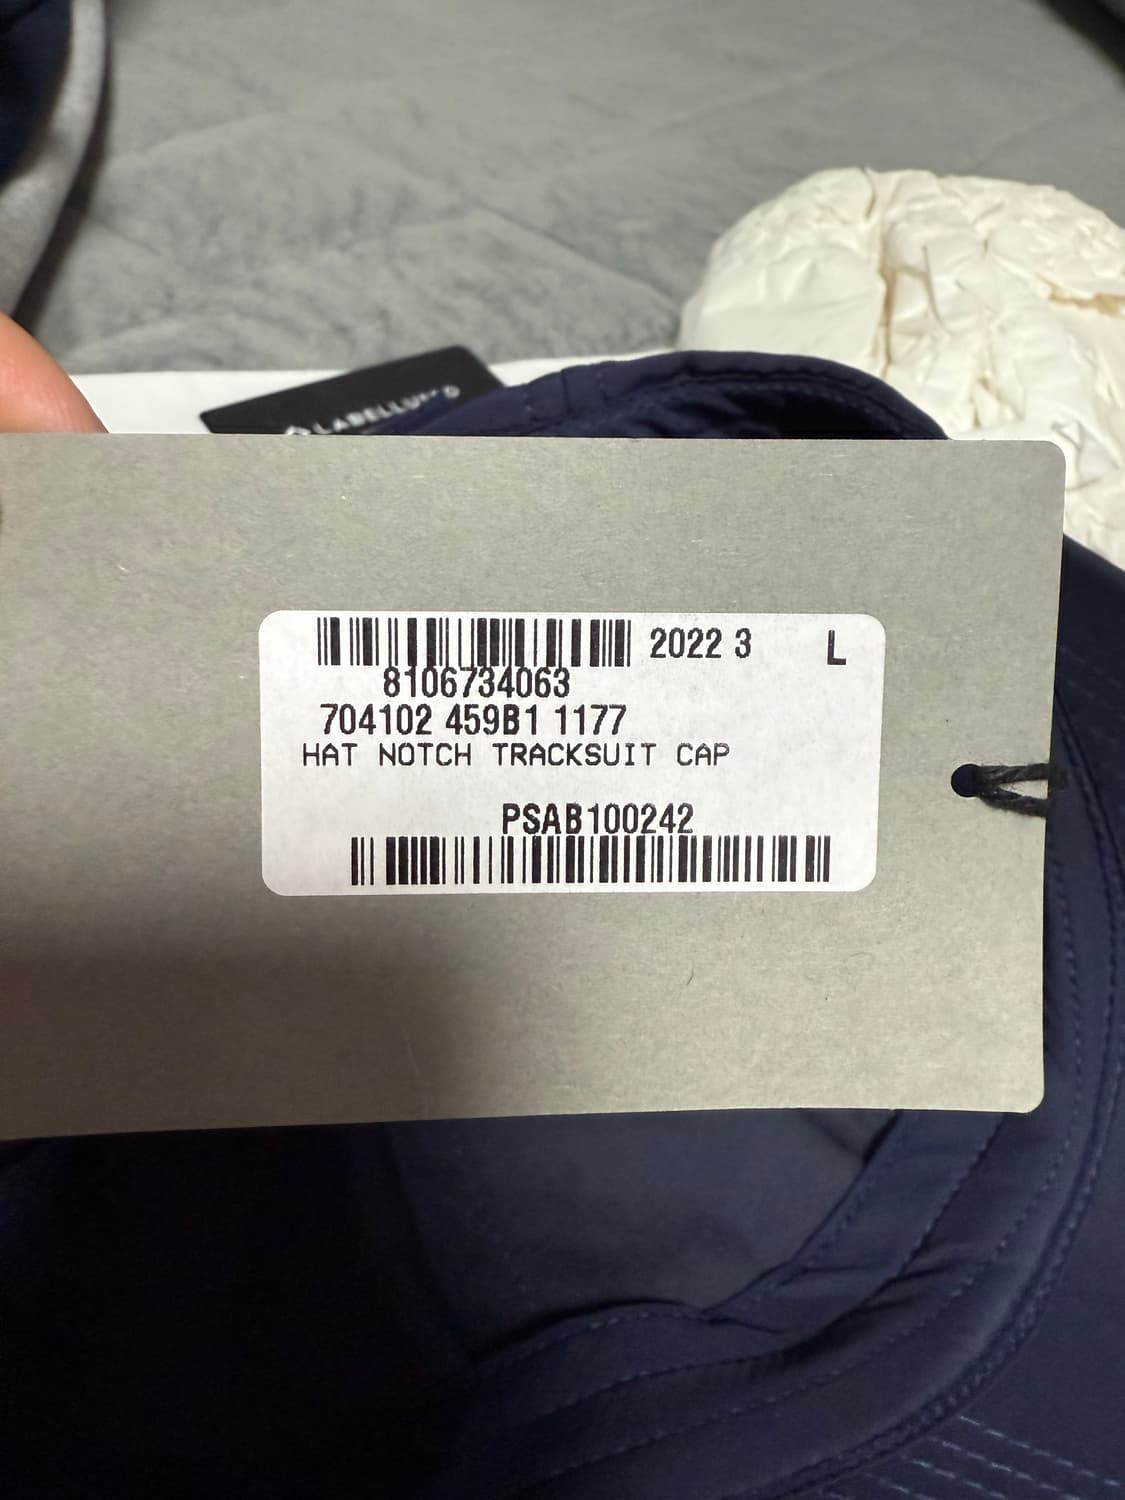 2022 3 L
8106734063
704102 459B1 1177
HAT NOTCH TRACKSUIT CAP
PSAB100242